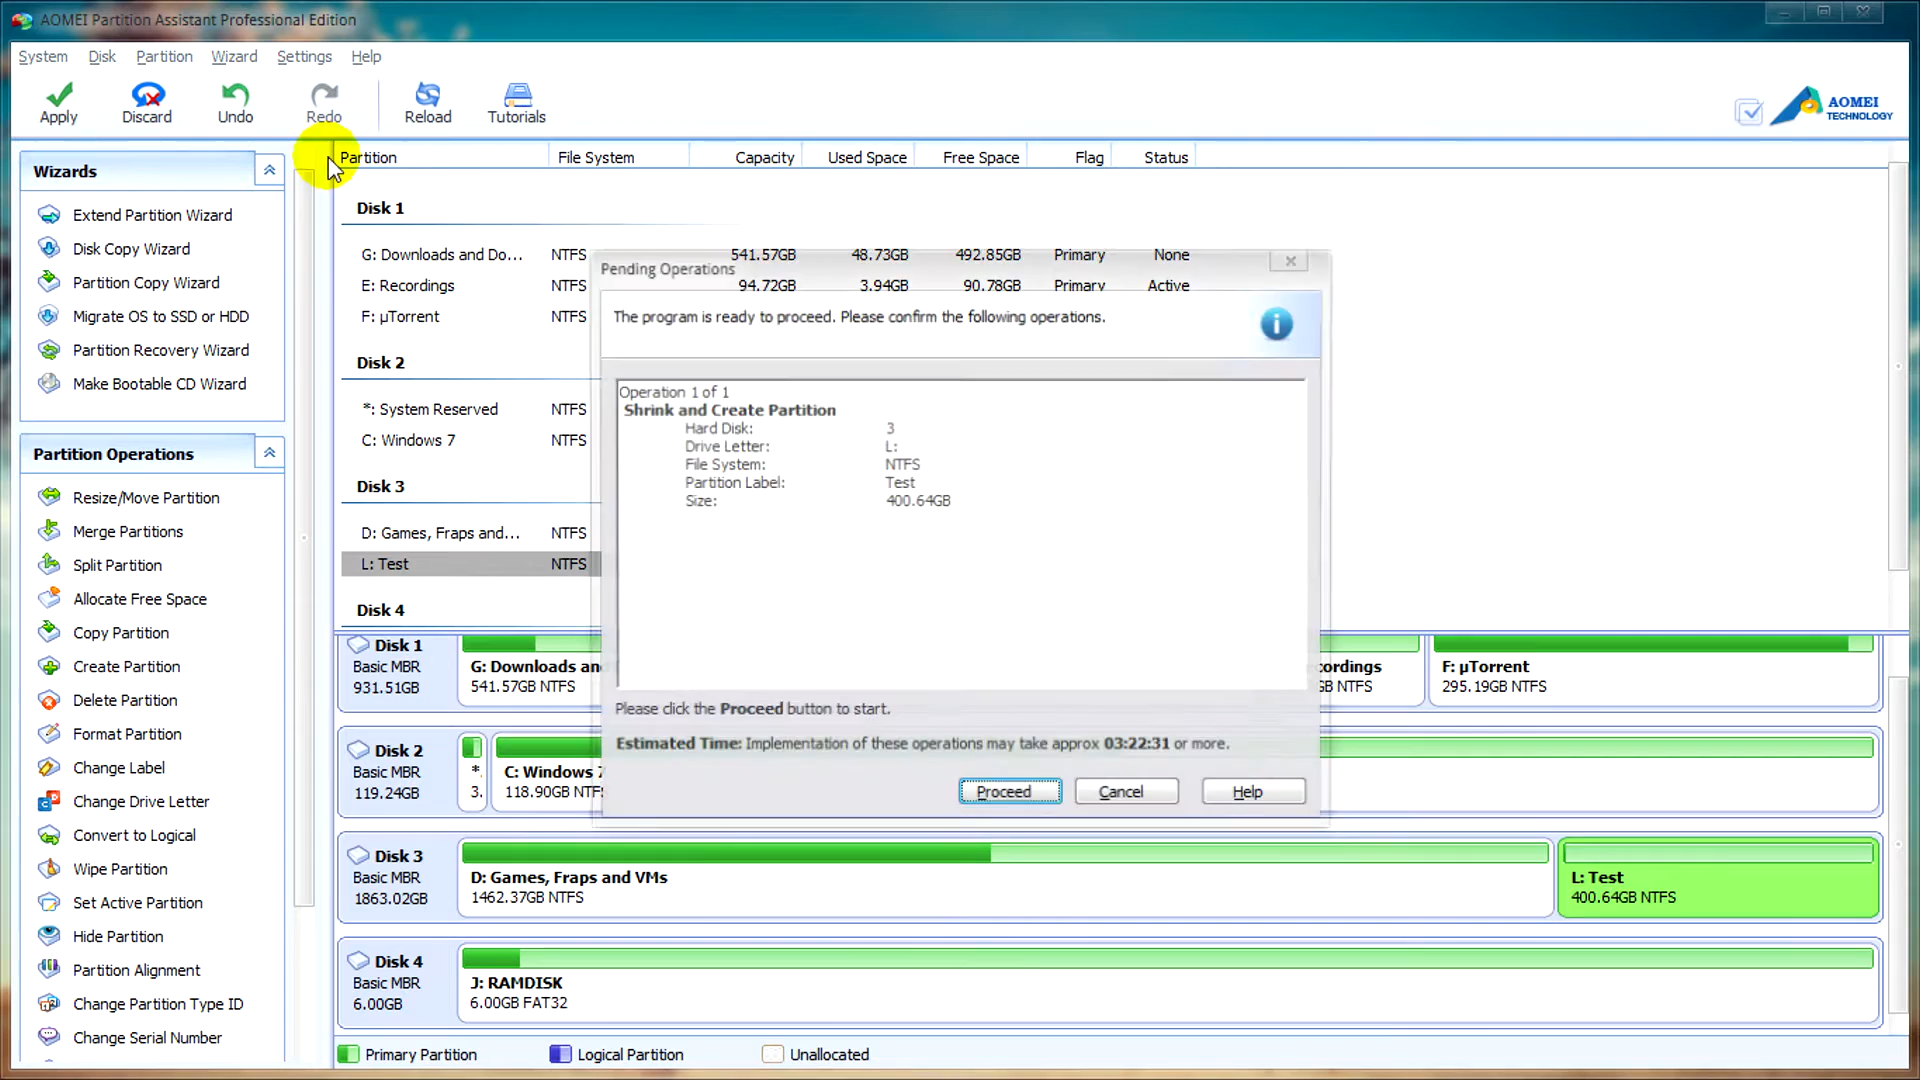 AOMEI Partition Assistant Professional Edition
System Disk Partition Wizard Settings Help
Apply Discard Undo Redo Reload Tutorials
AOMEI
TECHNOLOGY
Wizards
Extend Partition Wizard
Disk Copy Wizard
Partition Copy Wizard
Migrate OS to SSD or HDD
Partition Recovery Wizard
Make Bootable CD Wizard
Partition Operations
Resize/Move Partition
Merge Partitions
Split Partition
Allocate Free Space
Copy Partition
Create Partition
Delete Partition
Format Partition
Change Label
Change Drive Letter
Convert to Logical
Wipe Partition
Set Active Partition
Hide Partition
Partition Alignment
Change Partition Type ID
Change Serial Number
Partition File System Capacity Used Space Free Space Flag Status
Disk 1
G: Downloads and Do... NTFS 541.57GB 48.73GB 492.85GB Primary None
E: Recordings NTFS 94.72GB 3.94GB 90.78GB Primary Active
F: µTorrent NTFS
Disk 2
*: System Reserved NTFS
C: Windows 7 NTFS
Disk 3
D: Games, Fraps and... NTFS
L: Test NTFS
Disk 4
Pending Operations
The program is ready to proceed. Please confirm the following operations.
Operation 1 of 1
Shrink and Create Partition
Hard Disk: 3
Drive Letter: L:
File System: NTFS
Partition Label: Test
Size: 400.64GB
Please click the Proceed button to start.
Estimated Time: Implementation of these operations may take approx 03:22:31 or more.
Proceed Cancel Help
Disk 1
Basic MBR
931.51GB
G: Downloads an
541.57GB NTFS
cordings
GB NTFS
F: µTorrent
295.19GB NTFS
Disk 2
Basic MBR
119.24GB
*:
3.
C: Windows 7
118.90GB NTFS
Disk 3
Basic MBR
1863.02GB
D: Games, Fraps and VMs
1462.37GB NTFS
L: Test
400.64GB NTFS
Disk 4
Basic MBR
6.00GB
J: RAMDISK
6.00GB FAT32
Primary Partition Logical Partition Unallocated